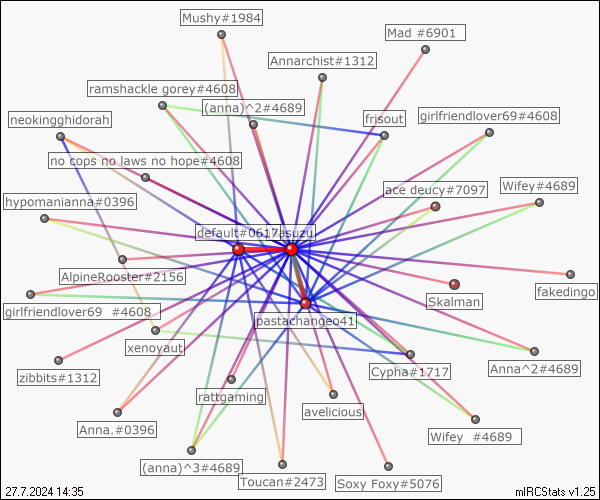 Mushy#1984
Mad #6901
Annarchist#1312
ramshackle gorey#4608
(anna)^2#4689
neokingghidorah
frisout
girlfriendlover69#4608
no cops no laws no hope#4608
ace deucy#7097
Wifey#4689
hypomanianna#0396
default#0617
asuzu
AlpineRooster#2156
fakedingo
Skalman
girlfriendlover69 #4608
pastachangeo41
xenoyaut
zibbits#1312
Cypha#1717
Anna^2#4689
rattgaming
avelicious
Anna.#0396
Wifey #4689
(anna)^3#4689
Toucan#2473
Soxy Foxy#5076
27.7.2024 14:35
mIRCStats v1.25